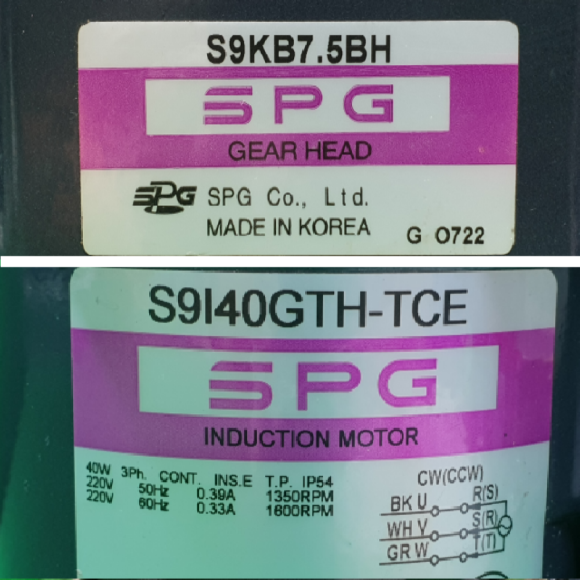 S9KB7.5BH
SPG
GEAR HEAD
SPG SPG Co., Ltd.
MADE IN KOREA
G 0722
S9I40GTH-TCE
SPG
INDUCTION MOTOR
40W 3Ph. CONT. INS.E T.P. IP54
220V 50Hz 0.39A 1350RPM
220V 60Hz 0.33A 1600RPM
CW(CCW)
BK U R(S)
WH V S(R)
GR W T(T)